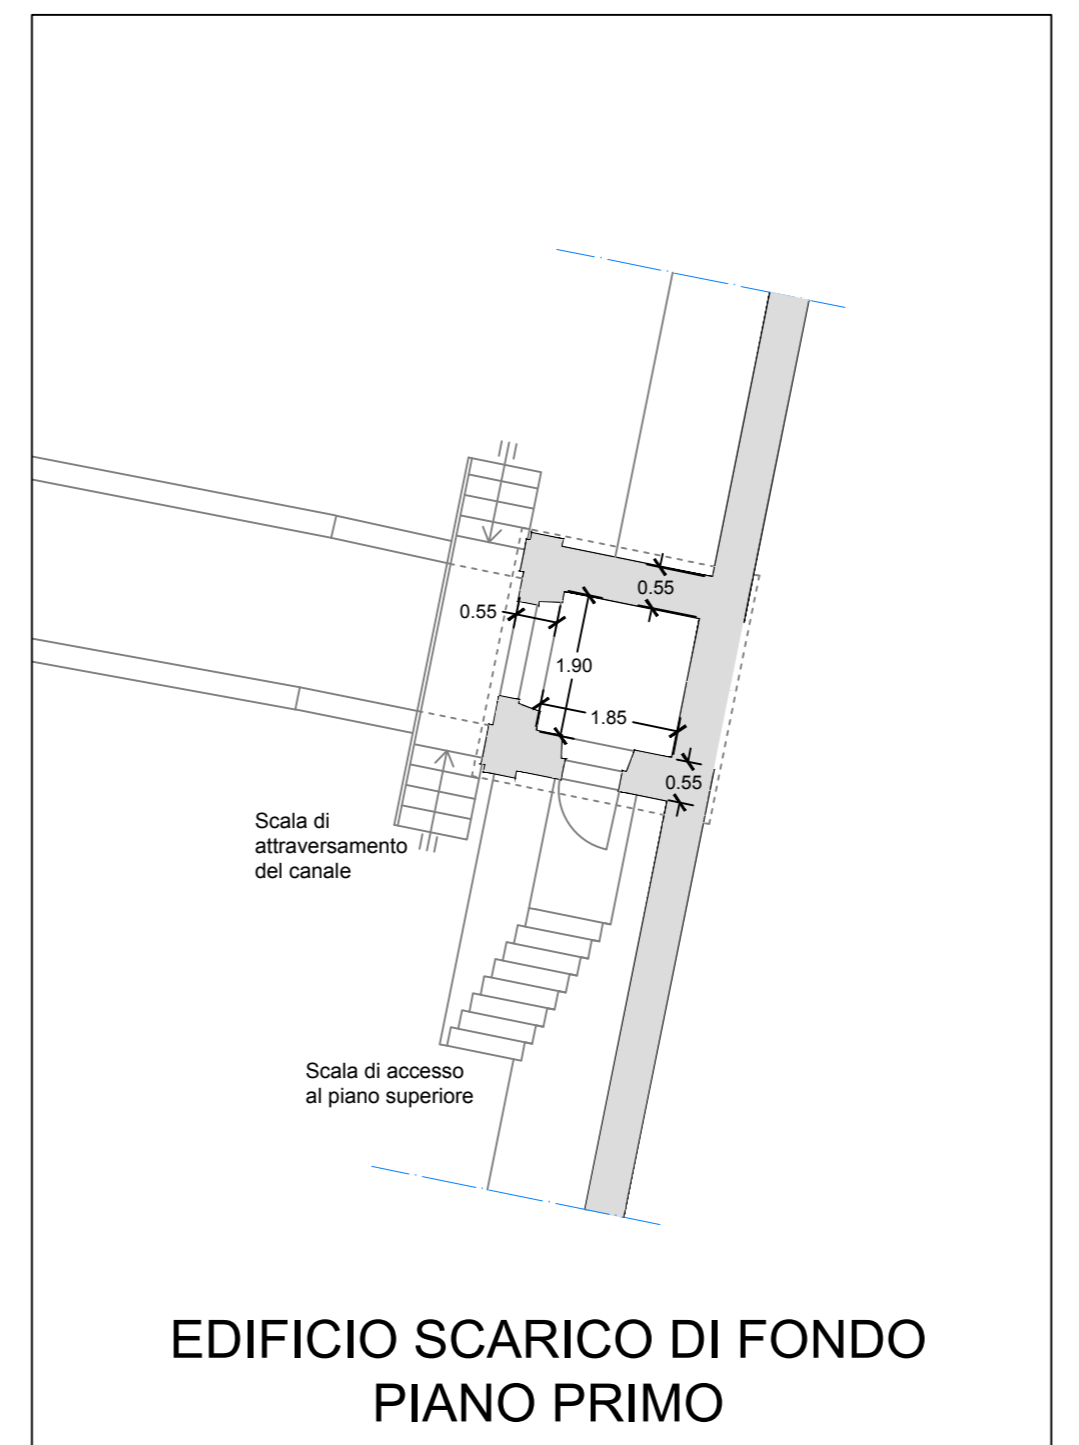 0.55
0.55
1.90
1.85
0.55
Scala di
attraversamento
del canale
Scala di accesso
al piano superiore
EDIFICIO SCARICO DI FONDO
PIANO PRIMO